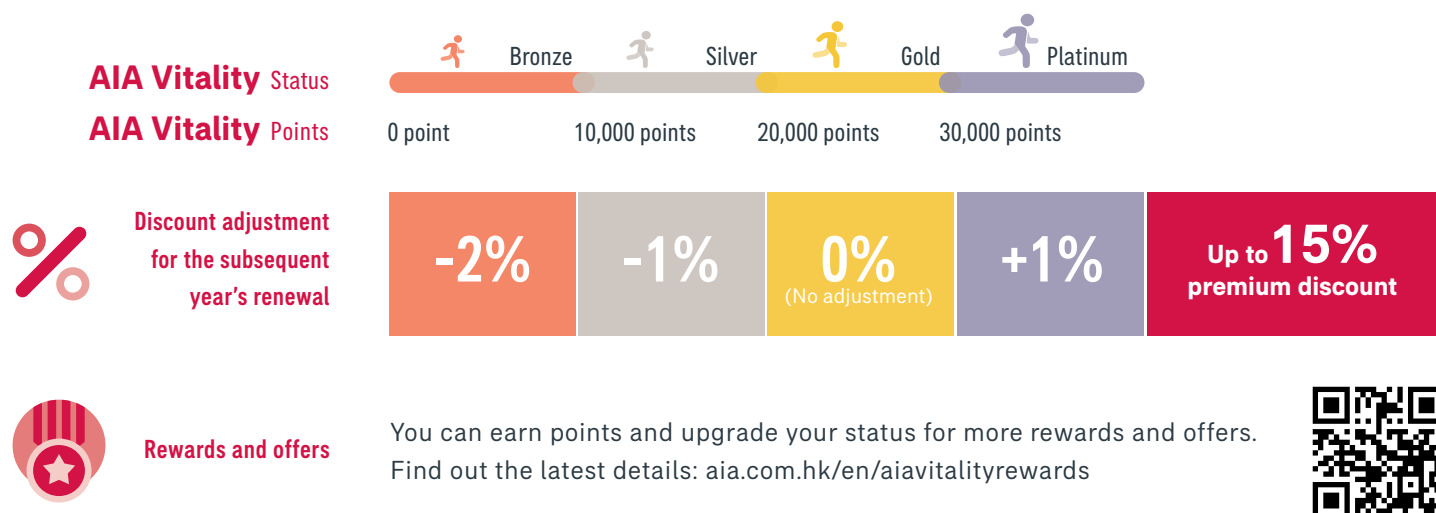 Bronze Silver Gold Platinum
AIA Vitality Status
AIA Vitality Points 0 point 10,000 points 20,000 points 30,000 points
Discount adjustment
for the subsequent
year's renewal
-2% -1% 0% +1%
(No adjustment)
Up to 15%
premium discount
Rewards and offers
You can earn points and upgrade your status for more rewards and offers.
Find out the latest details: aia.com.hk/en/aiavitalityrewards